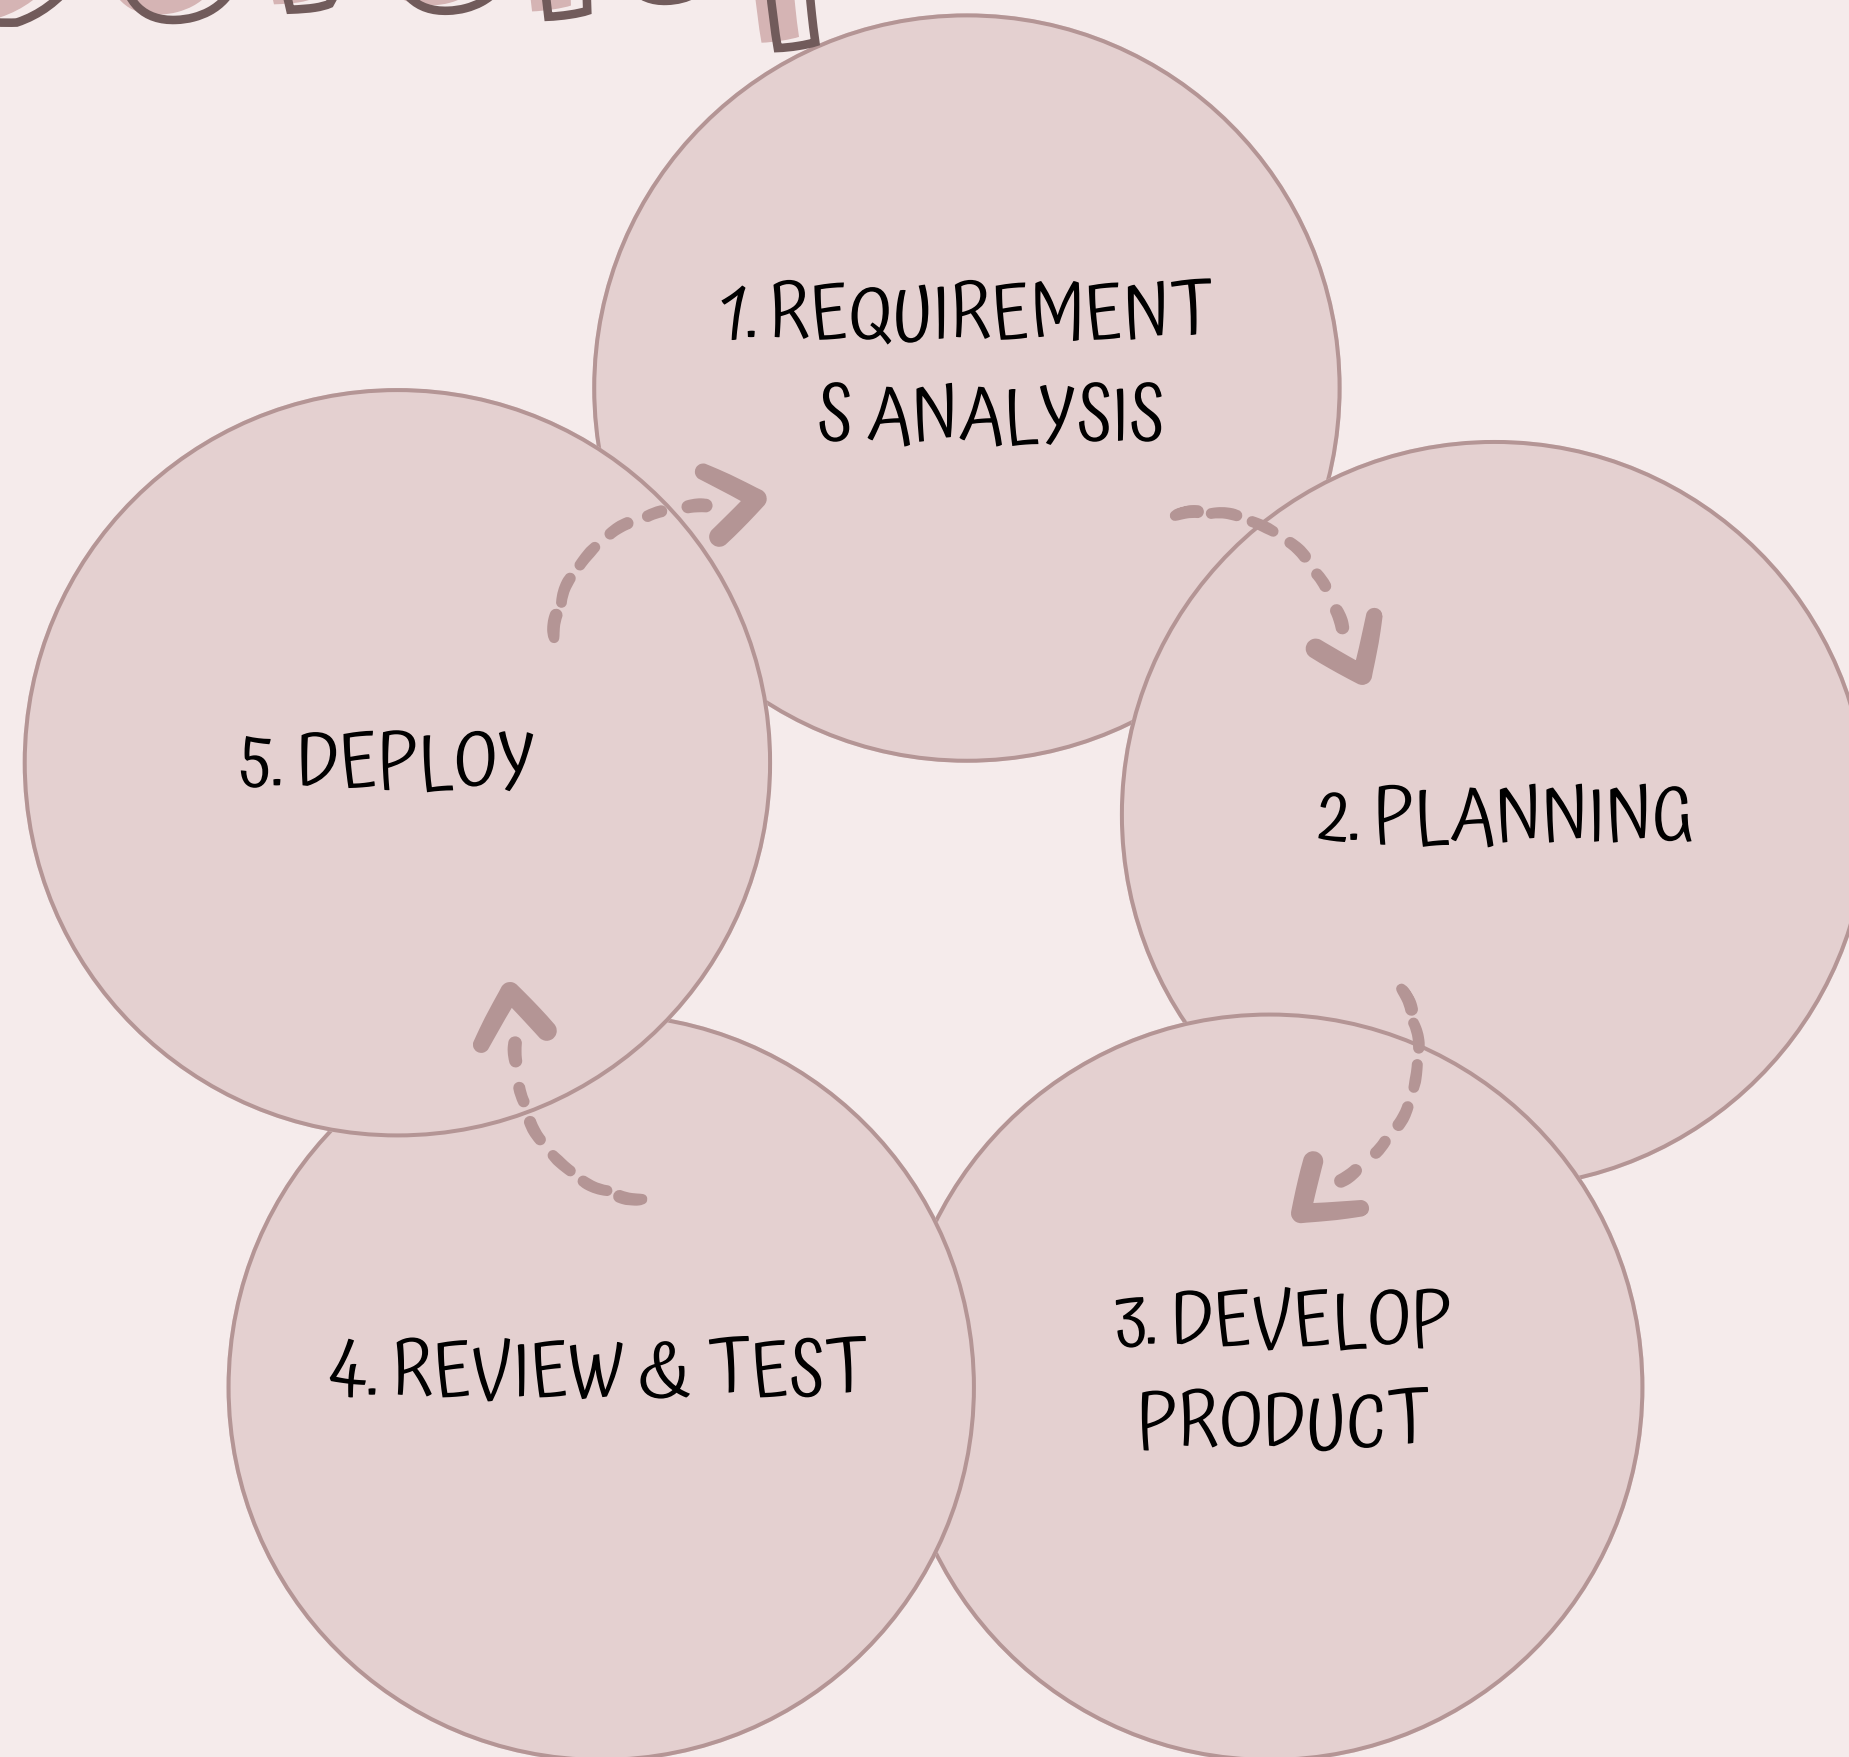 1. REQUIREMENT
S ANALYSIS
2. PLANNING
3. DEVELOP
PRODUCT
4. REVIEW & TEST
5. DEPLOY